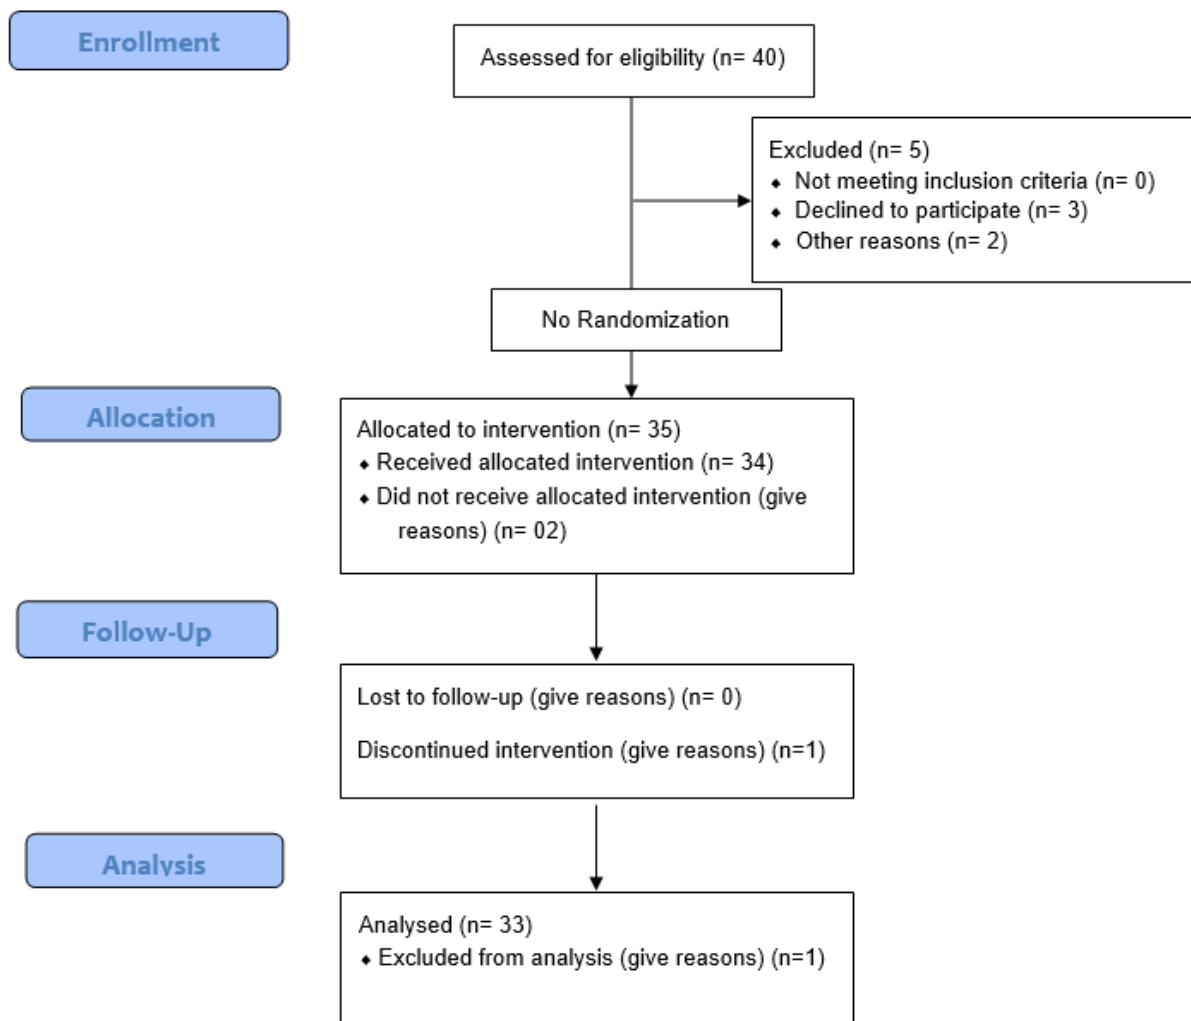 Enrollment
Assessed for eligibility (n= 40)
Excluded (n= 5)
⬥ Not meeting inclusion criteria (n= 0)
⬥ Declined to participate (n= 3)
⬥ Other reasons (n= 2)
No Randomization
Allocation
Allocated to intervention (n= 35)
⬥ Received allocated intervention (n= 34)
⬥ Did not receive allocated intervention (give
reasons) (n= 02)
Follow-Up
Lost to follow-up (give reasons) (n= 0)
Discontinued intervention (give reasons) (n=1)
Analysis
Analysed (n= 33)
⬥ Excluded from analysis (give reasons) (n=1)